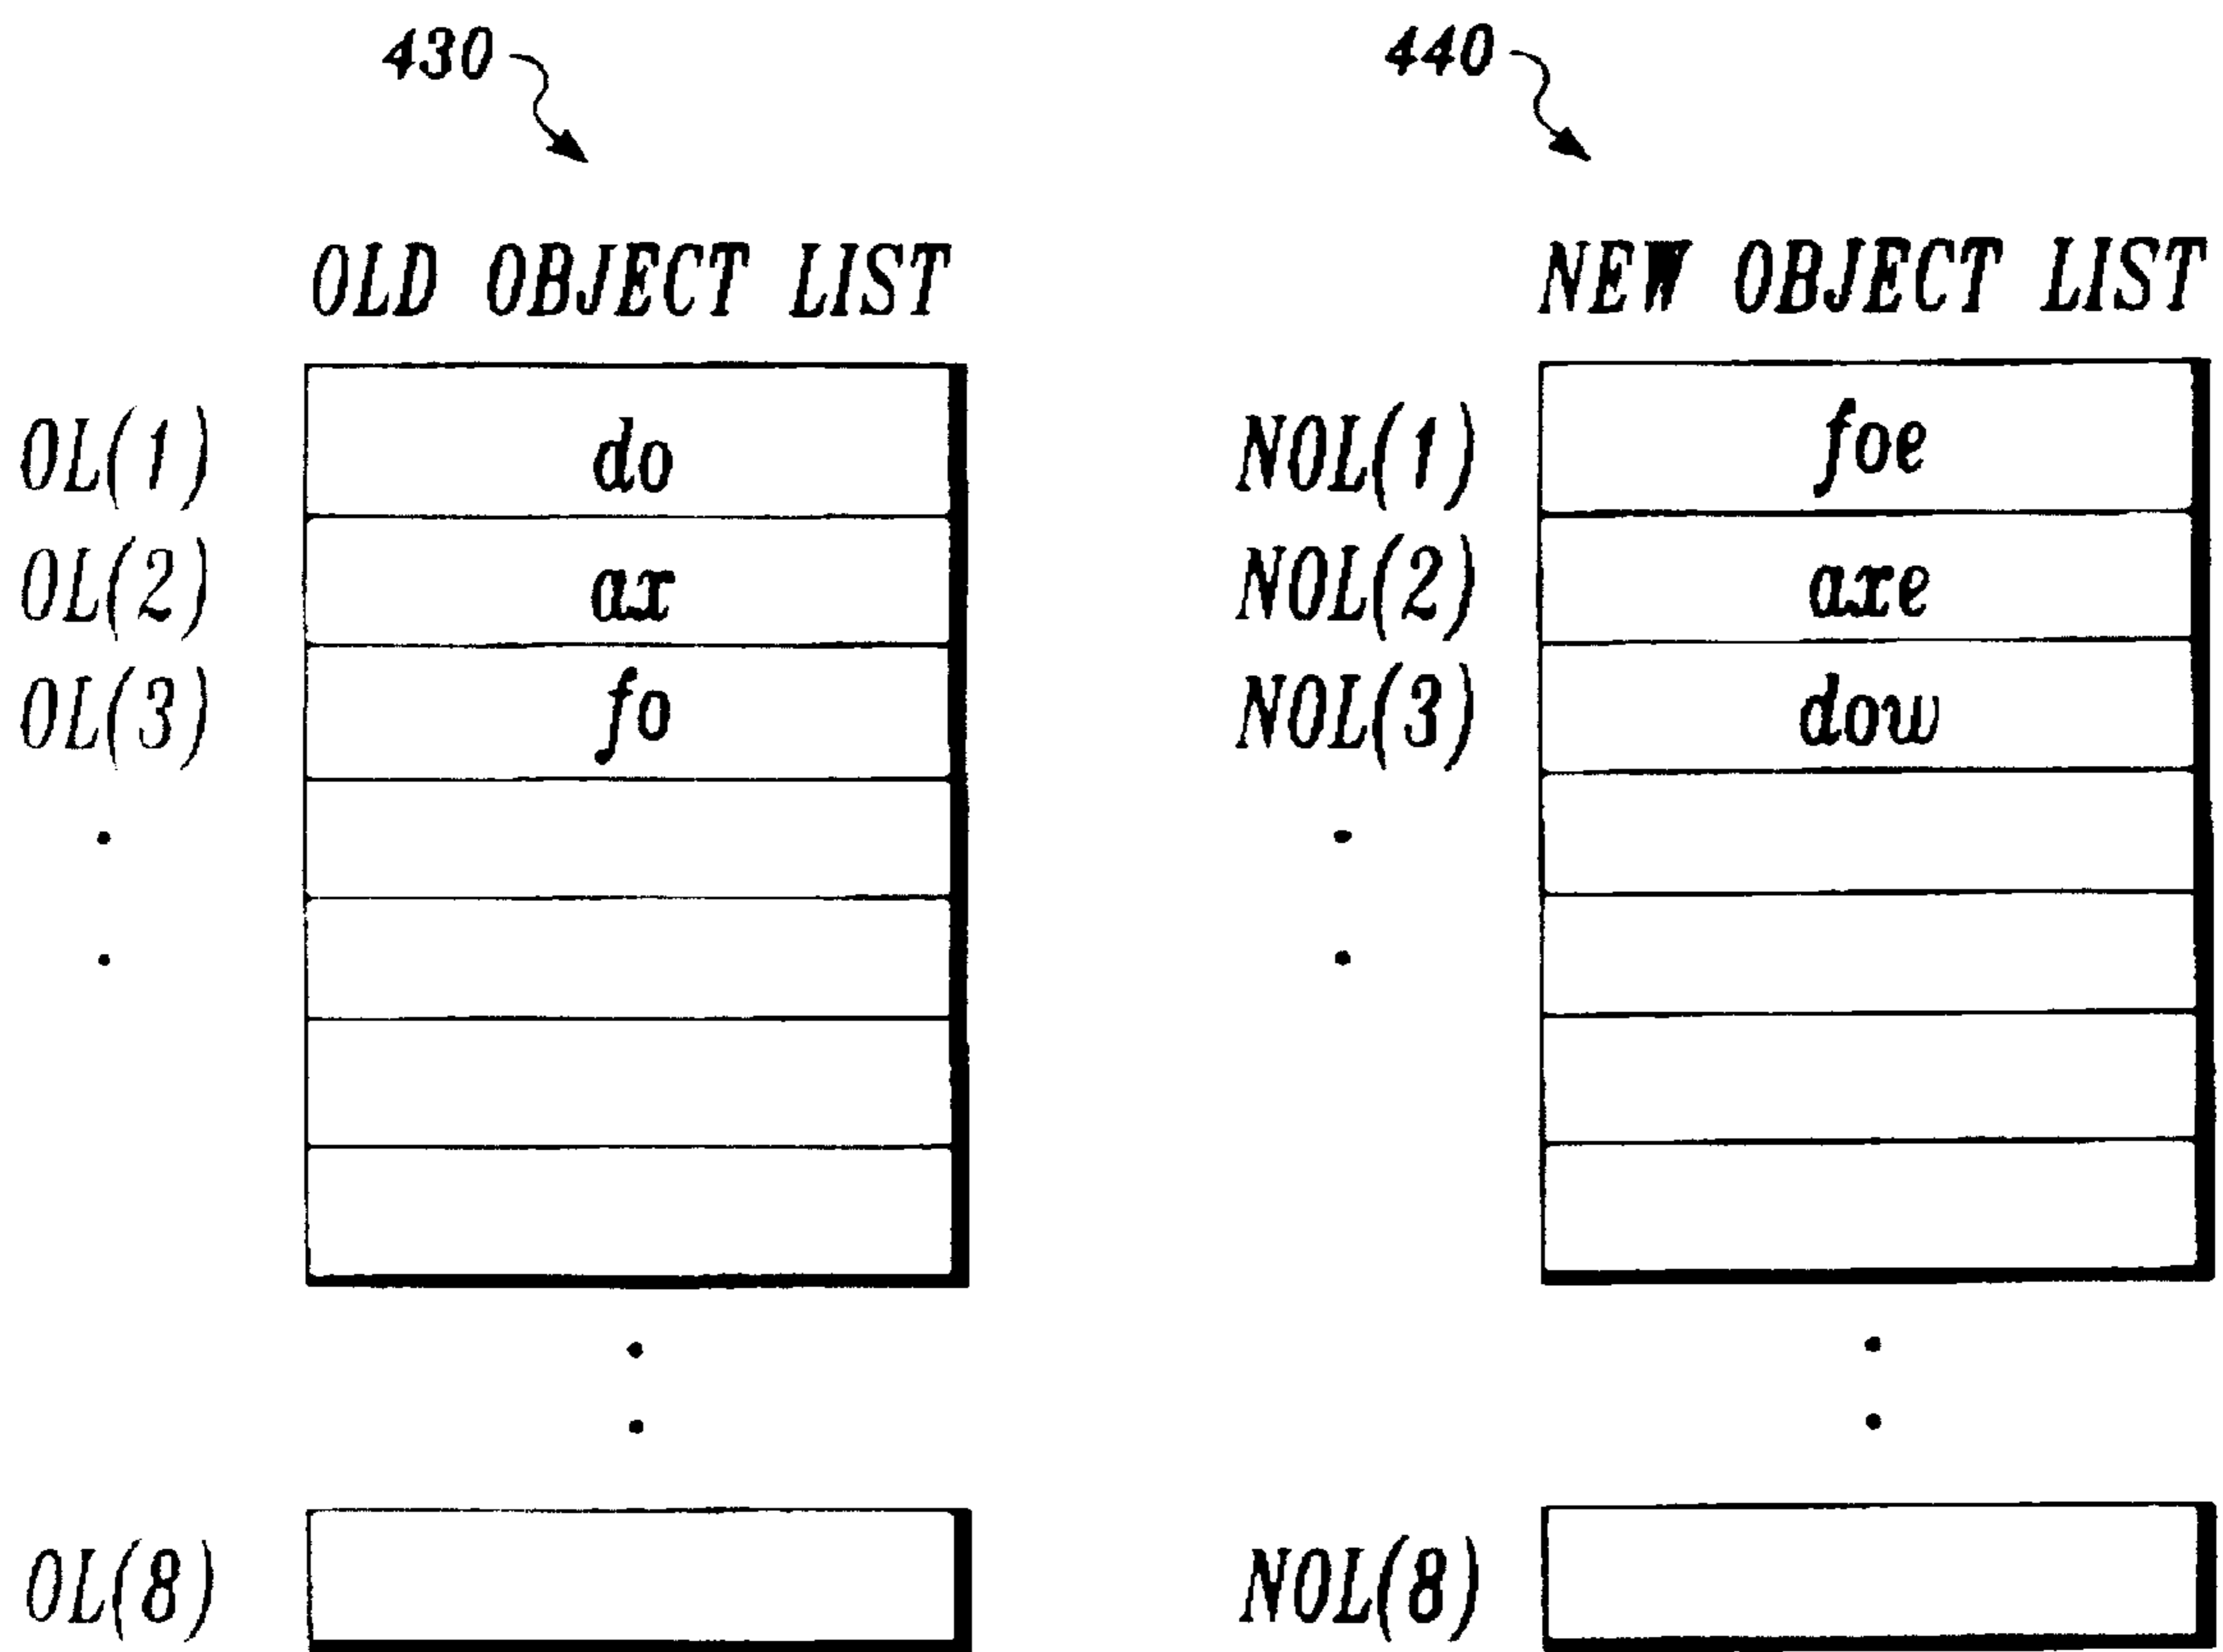 430 440
OLD OBJECT LIST NEW OBJECT LIST
OL(1) do NOL(1) foe
OL(2) ax NOL(2) axe
OL(3) fo NOL(3) dow
OL(8) NOL(8)